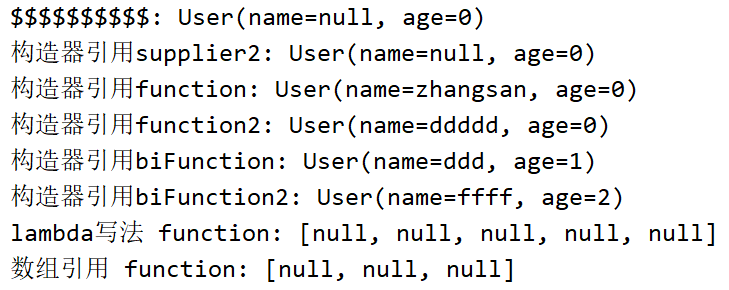 $$$$$$$$$$: User(name=null, age=0)
构造器引用supplier2: User(name=null, age=0)
构造器引用function: User(name=zhangsan, age=0)
构造器引用function2: User(name=ddddd, age=0)
构造器引用biFunction: User(name=ddd, age=1)
构造器引用biFunction2: User(name=ffff, age=2)
lambda写法 function: [null, null, null, null, null]
数组引用 function: [null, null, null]